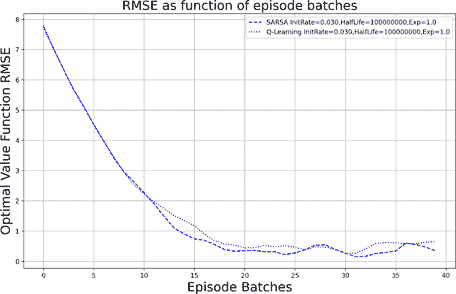 RMSE as function of episode batches
SARSA InitRate=0.030,HalfLife=100000000,Exp=1.0
Q-Learning InitRate=0.030,HalfLife=100000000,Exp=1.0
Optimal Value Function RMSE
8
7
6
5
4
3
2
1
0
0 5 10 15 20 25 30 35 40
Episode Batches